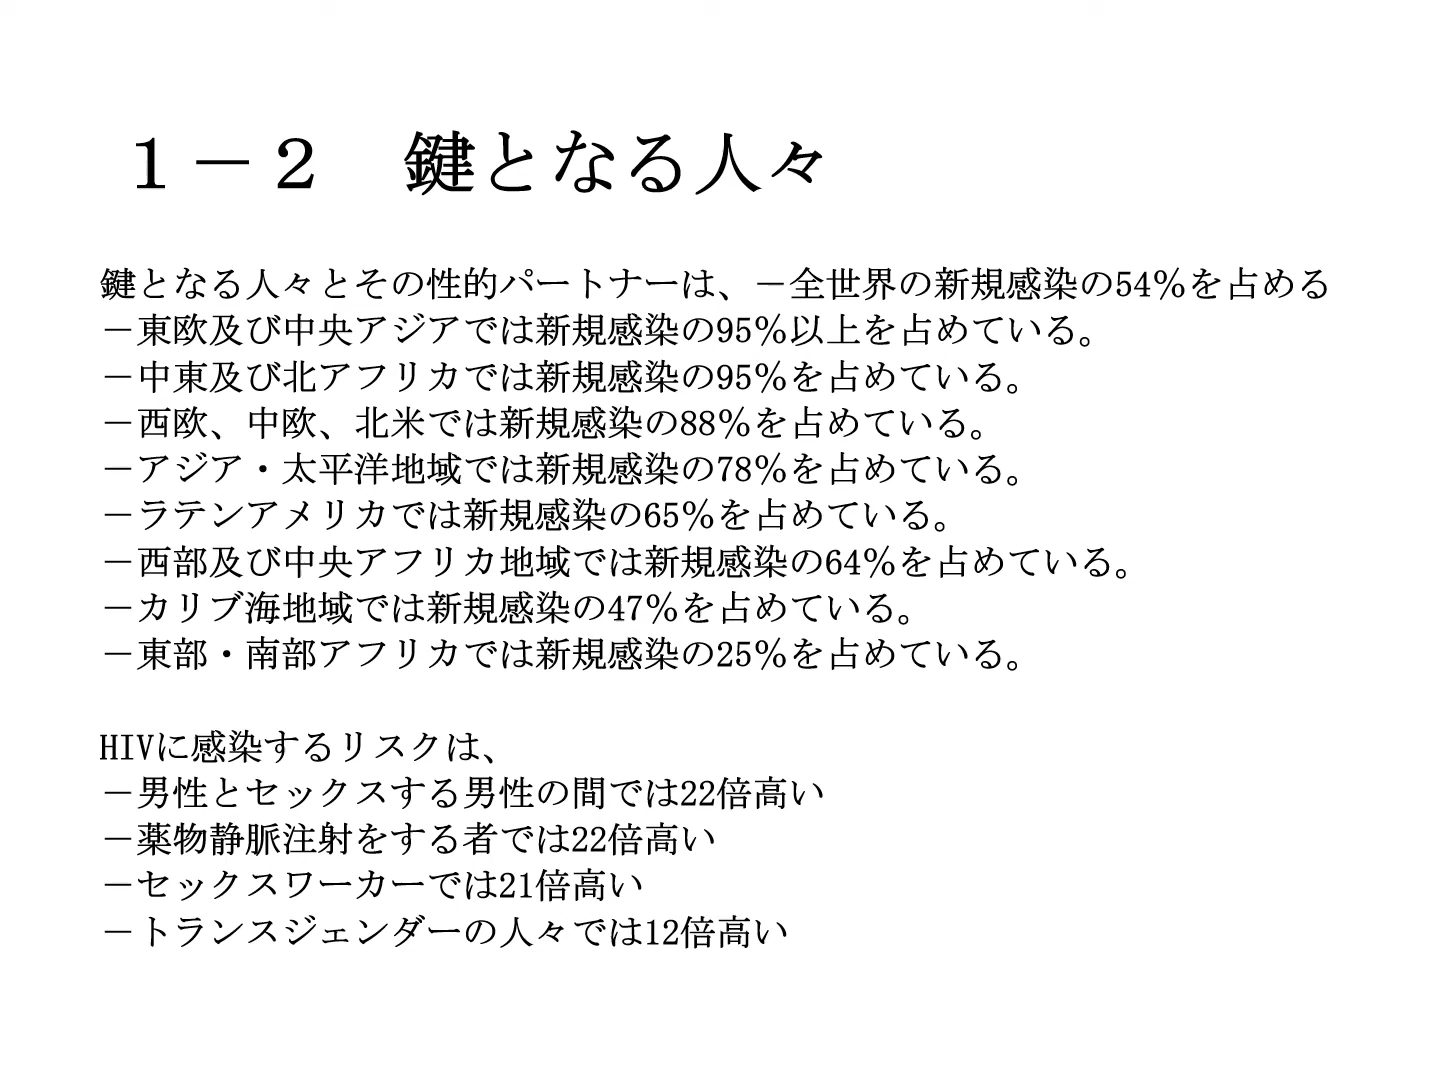 １－２　鍵となる人々
鍵となる人々とその性的パートナーは、－全世界の新規感染の54%を占める
－東欧及び中央アジアでは新規感染の95%以上を占めている。
－中東及び北アフリカでは新規感染の95%を占めている。
－西欧、中欧、北米では新規感染の88%を占めている。
－アジア・太平洋地域では新規感染の78%を占めている。
－ラテンアメリカでは新規感染の65%を占めている。
－西部及び中央アフリカ地域では新規感染の64%を占めている。
－カリブ海地域では新規感染の47%を占めている。
－東部・南部アフリカでは新規感染の25%を占めている。
HIVに感染するリスクは、
－男性とセックスする男性の間では22倍高い
－薬物静脈注射をする者では22倍高い
－セックスワーカーでは21倍高い
－トランスジェンダーの人々では12倍高い